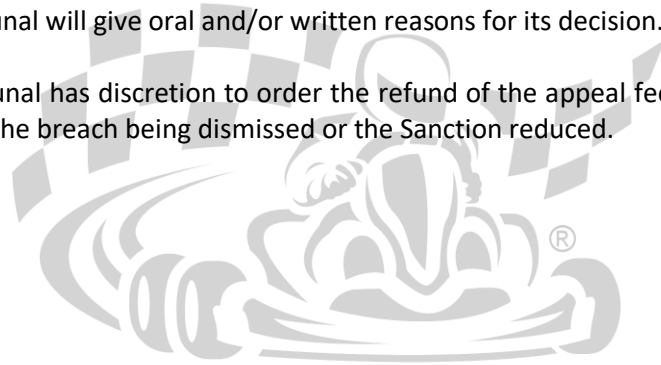 unal will give oral and/or written reasons for its decision.
unal has discretion to order the refund of the appeal fee
he breach being dismissed or the Sanction reduced.
®